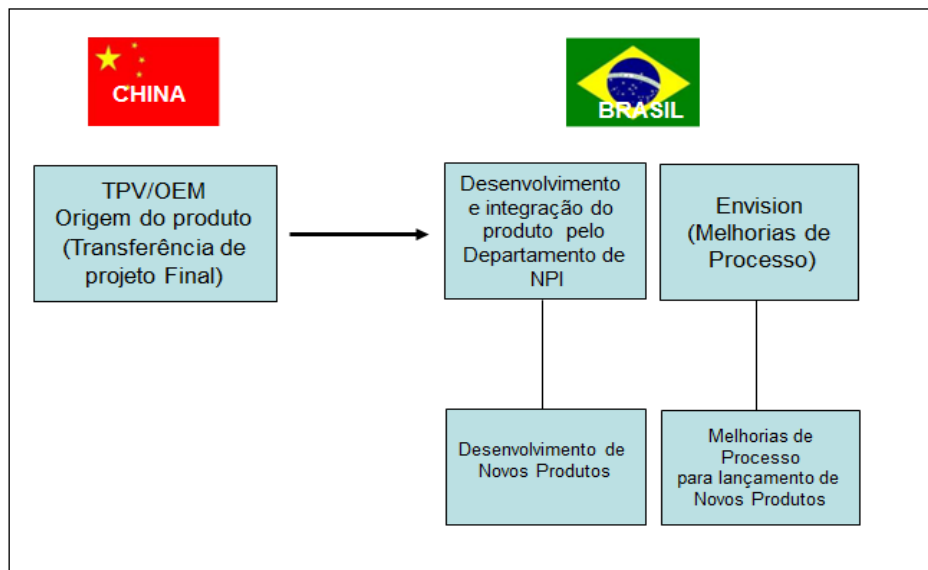 CHINA
BRASIL
TPV/OEM
Origem do produto
(Transferência de
projeto Final)
Desenvolvimento
e integração do
produto pelo
Departamento de
NPI
Envision
(Melhorias de
Processo)
Desenvolvimento de
Novos Produtos
Melhorias de
Processo
para lançamento de
Novos Produtos